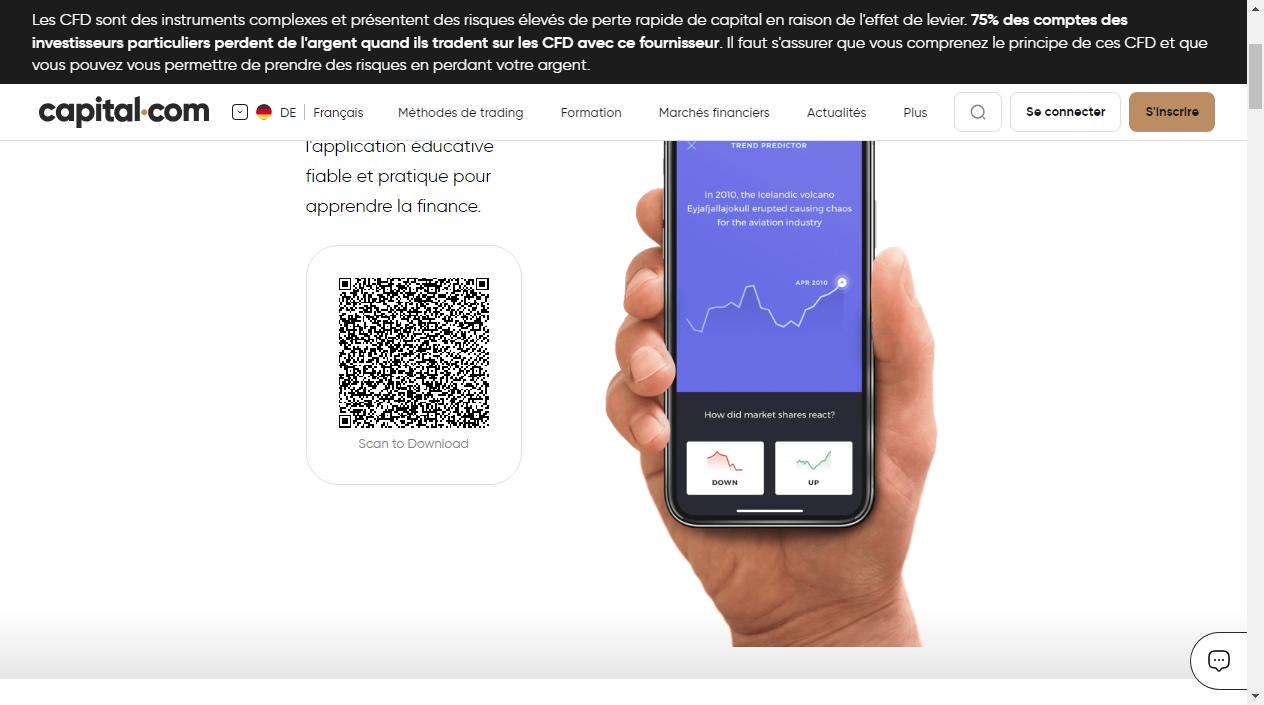 Les CFD sont des instruments complexes et présentent des risques élevés de perte rapide de capital en raison de l'effet de levier. 75% des comptes des
investisseurs particuliers perdent de l'argent quand ils tradent sur les CFD avec ce fournisseur. Il faut s'assurer que vous comprenez le principe de ces CFD et que
vous pouvez vous permettre de prendre des risques en perdant votre argent.
capital.com DE Français Méthodes de trading Formation Marchés financiers Actualités Plus Se connecter S'inscrire
l'application éducative
fiable et pratique pour
apprendre la finance.
Scan to Download
TREND PREDICTOR
In 2010, the Icelandic volcano
Eyjafjallajokull erupted causing chaos
for the aviation industry
APR 2010
How did market shares react?
DOWN UP